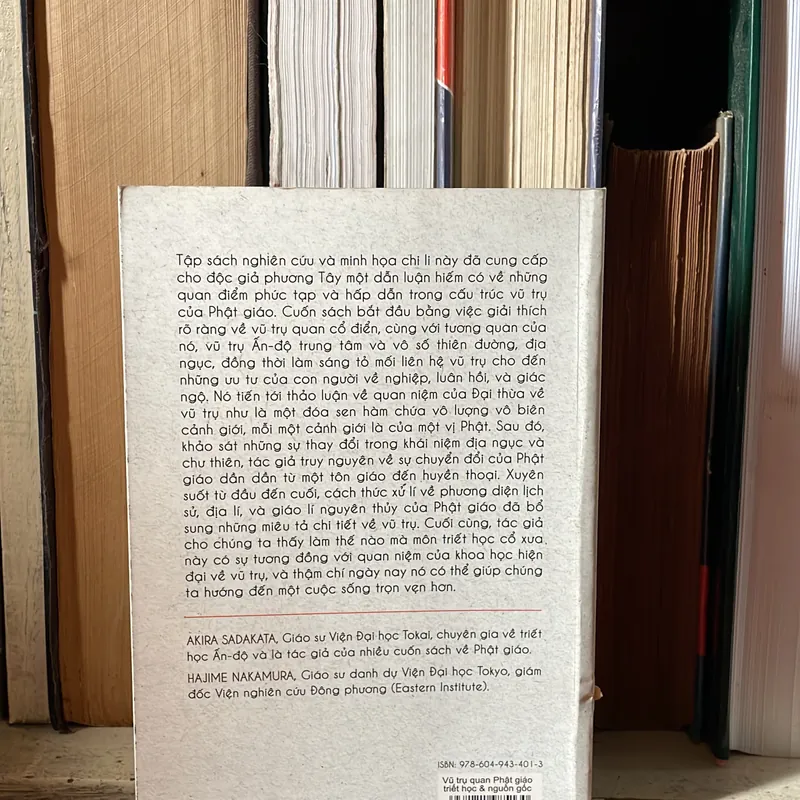 Tập sách nghiên cứu và minh họa chi li này đã cung cấp
cho độc giả phương Tây một dẫn luận hiếm có về những
quan điểm phức tạp và hấp dẫn trong cấu trúc vũ trụ
của Phật giáo. Cuốn sách bắt đầu bằng việc giải thích
rõ ràng về vũ trụ quan cổ điển, cùng với tương quan của
nó, vũ trụ Ấn-độ trung tâm và vô số thiên đường, địa
ngục, đồng thời làm sáng tỏ mối liên hệ vũ trụ cho đến
những ưu tư của con người về nghiệp, luân hồi, và giác
ngộ. Nó tiến tới thảo luận về quan niệm của Đại thừa về
vũ trụ như là một đóa sen hàm chứa vô lượng vô biên
cảnh giới, mỗi một cảnh giới là của một vị Phật. Sau đó,
khảo sát những sự thay đổi trong khái niệm địa ngục và
chư thiên, tác giả truy nguyên về sự chuyển đổi của Phật
giáo dần dần từ một tôn giáo đến huyền thoại. Xuyên
suốt từ đầu đến cuối, cách thức xử lí về phương diện lịch
sử, địa lí, và giáo lí nguyên thủy của Phật giáo đã bổ
sung những miêu tả chi tiết về vũ trụ. Cuối cùng, tác giả
cho chúng ta thấy làm thế nào mà môn triết học cổ xưa
này có sự tương đồng với quan niệm của khoa học hiện
đại về vũ trụ, và thậm chí ngày nay nó có thể giúp chúng
ta hướng đến một cuộc sống trọn vẹn hơn.
AKIRA SADAKATA, Giáo sư Viện Đại học Tokai, chuyên gia về triết
học Ấn-độ và là tác giả của nhiều cuốn sách về Phật giáo.
HAJIME NAKAMURA, Giáo sư danh dự Viện Đại học Tokyo, giám
đốc Viện nghiên cứu Đông phương (Eastern Institute).
ISBN: 978-604-943-401-3
Vũ trụ quan Phật giáo
triết học & nguồn gốc